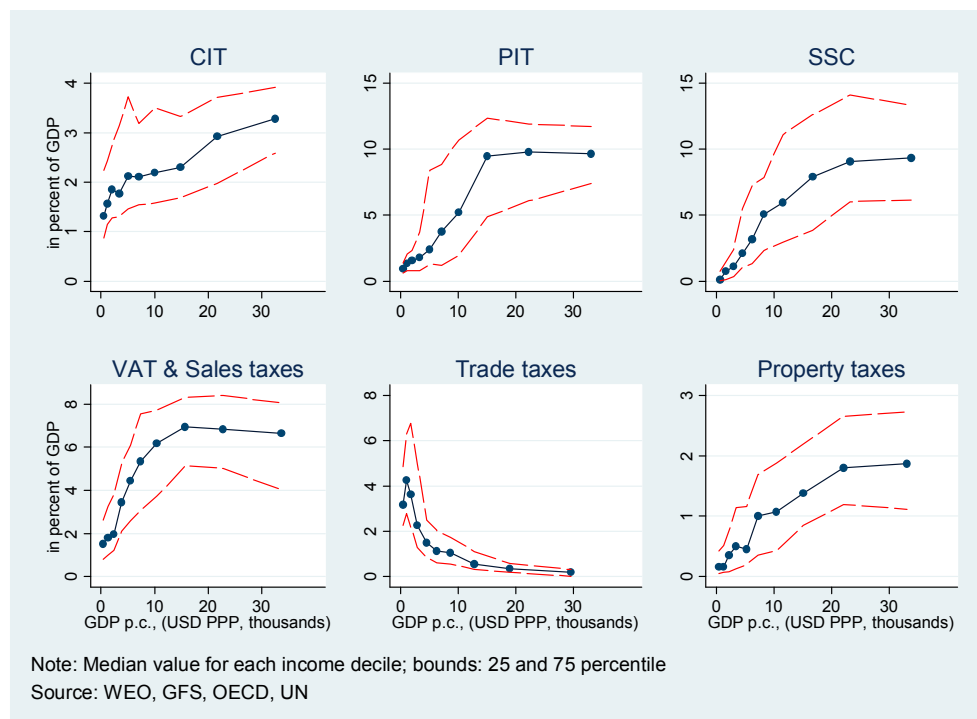 CIT
PIT
SSC
in percent of GDP
0
1
2
3
4
0
5
10
15
0
5
10
15
0 10 20 30
0 10 20 30
0 10 20 30
VAT & Sales taxes
Trade taxes
Property taxes
in percent of GDP
0
2
4
6
8
0
2
4
6
8
0
1
2
3
0 10 20 30
0 10 20 30
0 10 20 30
GDP p.c., (USD PPP, thousands)
GDP p.c., (USD PPP, thousands)
GDP p.c., (USD PPP, thousands)
Note: Median value for each income decile; bounds: 25 and 75 percentile
Source: WEO, GFS, OECD, UN